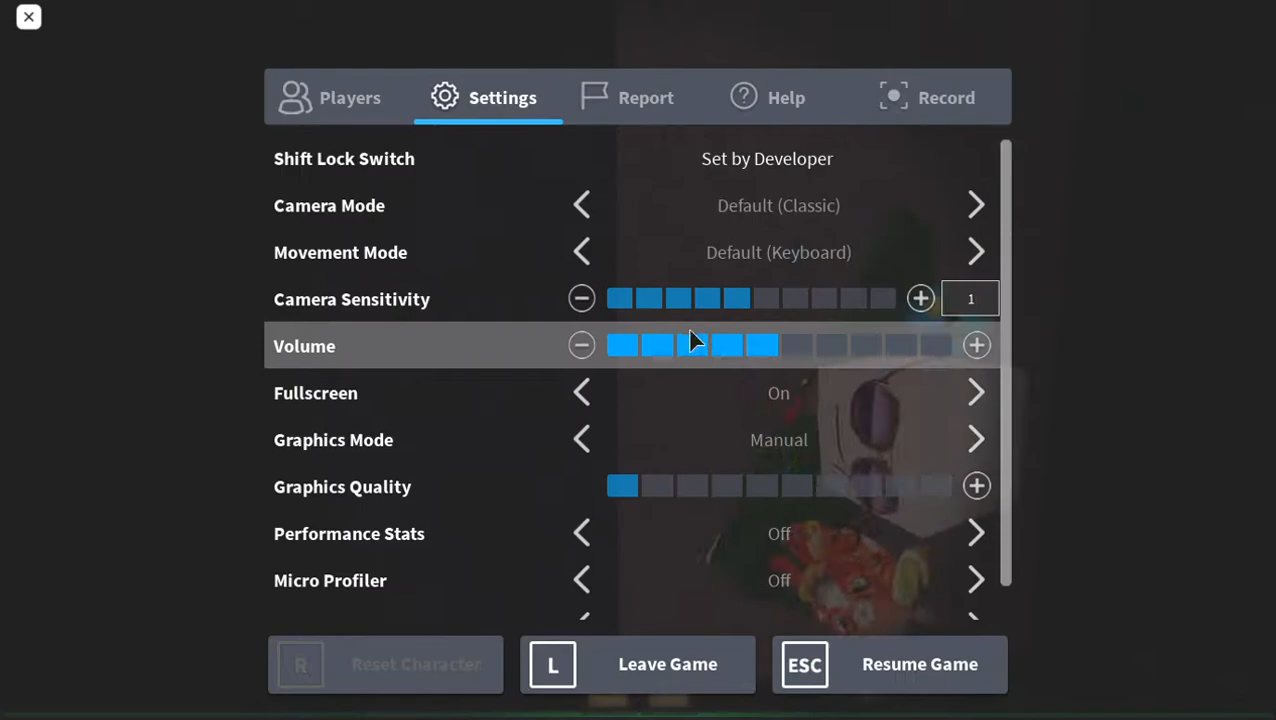 Players Settings Report Help Record
Shift Lock Switch Set by Developer
Camera Mode Default (Classic)
Movement Mode Default (Keyboard)
Camera Sensitivity 1
Volume
Fullscreen On
Graphics Mode Manual
Graphics Quality
Performance Stats Off
Micro Profiler Off
R Reset Character L Leave Game ESC Resume Game